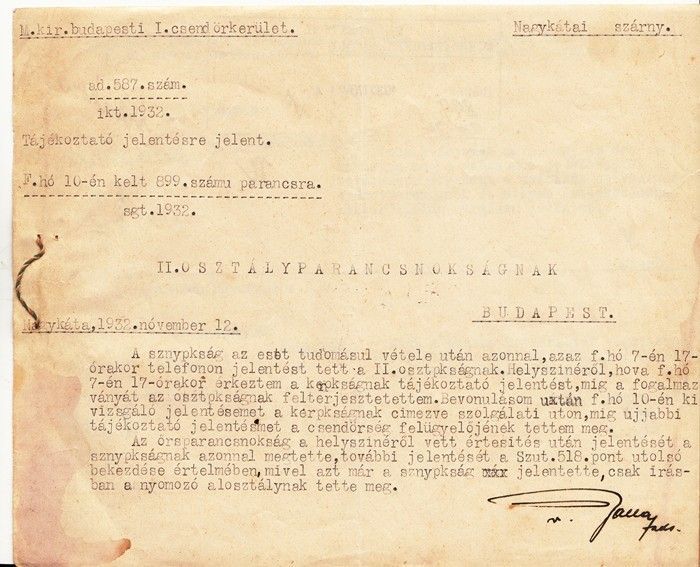 M.kir.budapesti I.csendőrkerület.
Nagykátai szárny.
ad.587.szám.
ikt.1932.
Tájékoztató jelentésre jelent.
F.hó 10-én kelt 899.számu parancsra.
sgt.1932.
II.OSZTÁLYPARANCSNOKSÁGNAK
BUDAPEST.
Nagykáta,1932.november 12.
A sznypkság az esét tudomásul vétele után azonnal,azaz f.hó 7-én 17-
órakor telefonon jelentést tett a II.osztpkságnak.Helyszinéről,hova f.hó
7-én 17-órakor érkeztem a kerpkságnak tájékoztató jelentést,mig a fogalmaz
ványát az osztpkságnak felterjesztetettem.Bevonulásom uxtán f.hó 10-én ki
vizsgáló jelentésemet a kerpkságnak cimezve szolgálati uton,mig ujjabbi
tájékoztató jelentésmet a csendőrség felügyelőjének tettem meg.
Az őrsparancsnokság a helyszinéről vett értesités után jelentését a
sznypkságnak azonnal megtette,további jelentését a Szut.518.pont utolsó
bekezdése értelmében,mivel azt már a sznypkság xxx jelentette,csak irás-
ban a nyomozó alosztálynak tette meg.